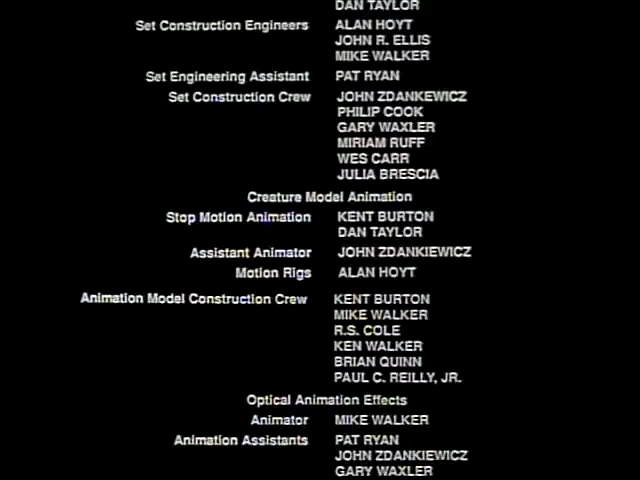 DAN TAYLOR
Set Construction Engineers ALAN HOYT
JOHN R. ELLIS
MIKE WALKER
Set Engineering Assistant PAT RYAN
Set Construction Crew JOHN ZDANKEWICZ
PHILIP COOK
GARY WAXLER
MIRIAM RUFF
WES CARR
JULIA BRESCIA
Creature Model Animation
Stop Motion Animation KENT BURTON
DAN TAYLOR
Assistant Animator JOHN ZDANKIEWICZ
Motion Rigs ALAN HOYT
Animation Model Construction Crew KENT BURTON
MIKE WALKER
R.S. COLE
KEN WALKER
BRIAN QUINN
PAUL C. REILLY, JR.
Optical Animation Effects
Animator MIKE WALKER
Animation Assistants PAT RYAN
JOHN ZDANKIEWICZ
GARY WAXLER